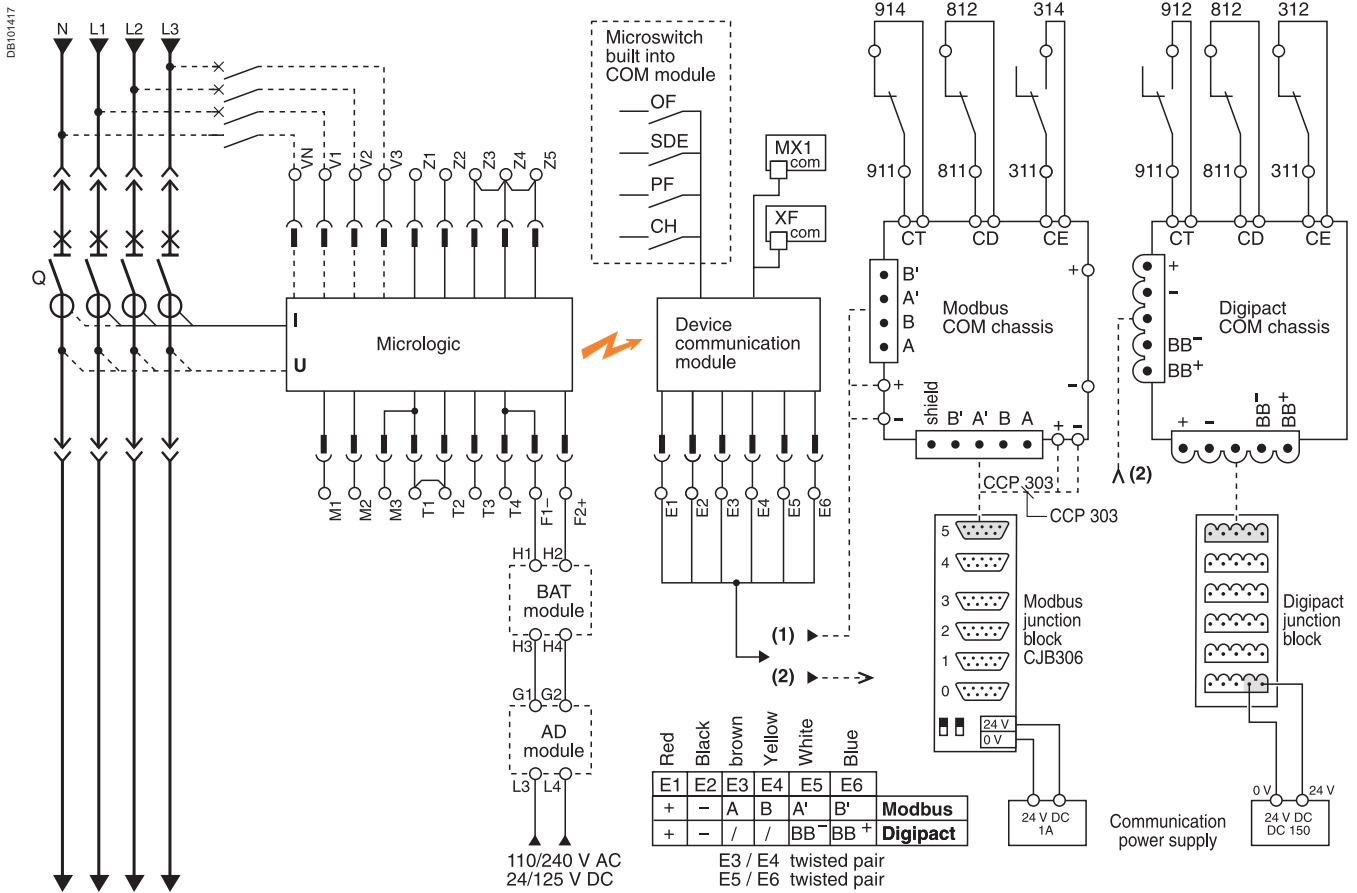 DB101417
N L1 L2 L3
Q
VN V1 V2 V3 Z1 Z2 Z3 Z4 Z5
I
U
Micrologic
M1 M2 M3 T1 T2 T3 T4 F1– F2+
H1 H2
BAT
module
H3 H4
G1 G2
AD
module
L3 L4
110/240 V AC
24/125 V DC
Microswitch
built into
COM module
OF
SDE
PF
CH
MX1
com
XF
com
Device
communication
module
E1 E2 E3 E4 E5 E6
(1)
(2)
Red Black brown Yellow White Blue
E1 E2 E3 E4 E5 E6
+ – A B A' B' Modbus
+ – / / BB– BB+ Digipact
E3 / E4 twisted pair
E5 / E6 twisted pair
914 812 314
911 811 311
CT CD CE
B'
A'
B
A
+
–
+
–
Modbus
COM chassis
shield B' A' B A + –
CCP 303
CCP 303
5
4
3
2
1
0
Modbus
junction
block
CJB306
24 V
0 V
24 V DC
1A
Communication
power supply
912 812 312
911 811 311
CT CD CE
+
–
BB–
BB+
Digipact
COM chassis
+ – BB– BB+
(2)
Digipact
junction
block
0 V 24 V
24 V DC
DC 150